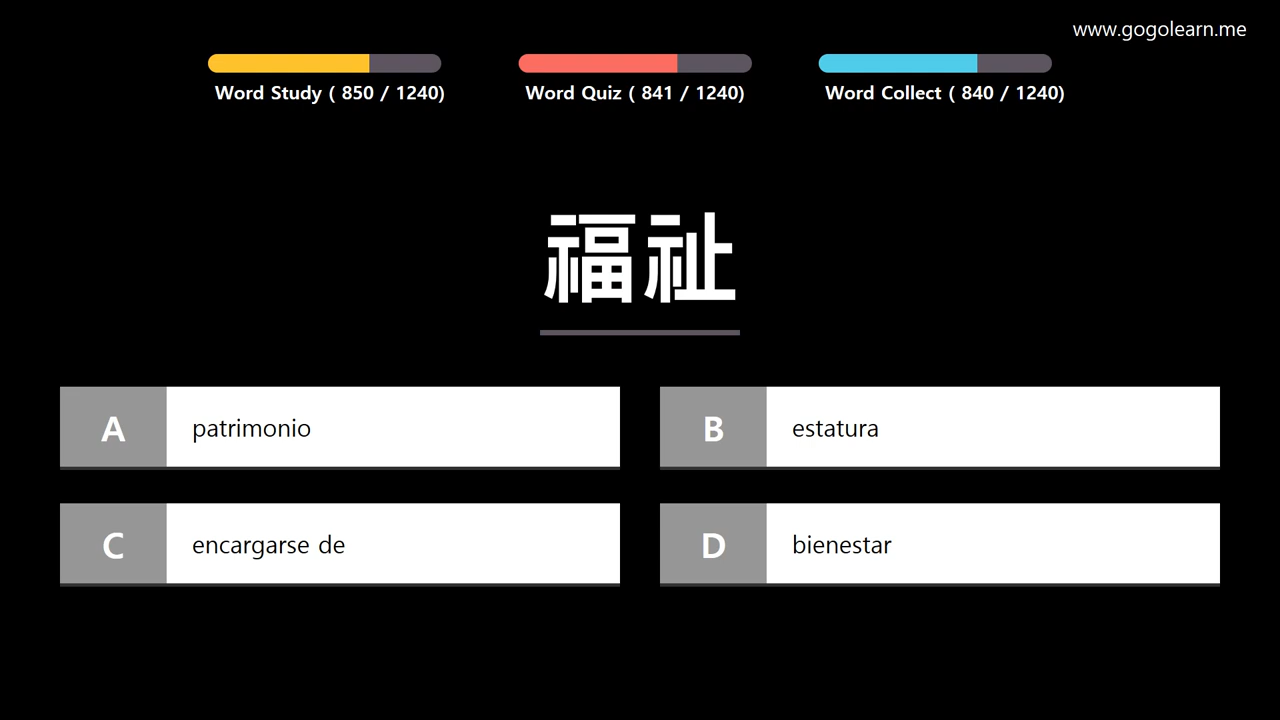 www.gogolearn.me
Word Study ( 850 / 1240)
Word Quiz ( 841 / 1240)
Word Collect ( 840 / 1240)
福祉
A patrimonio
B estatura
C encargarse de
D bienestar